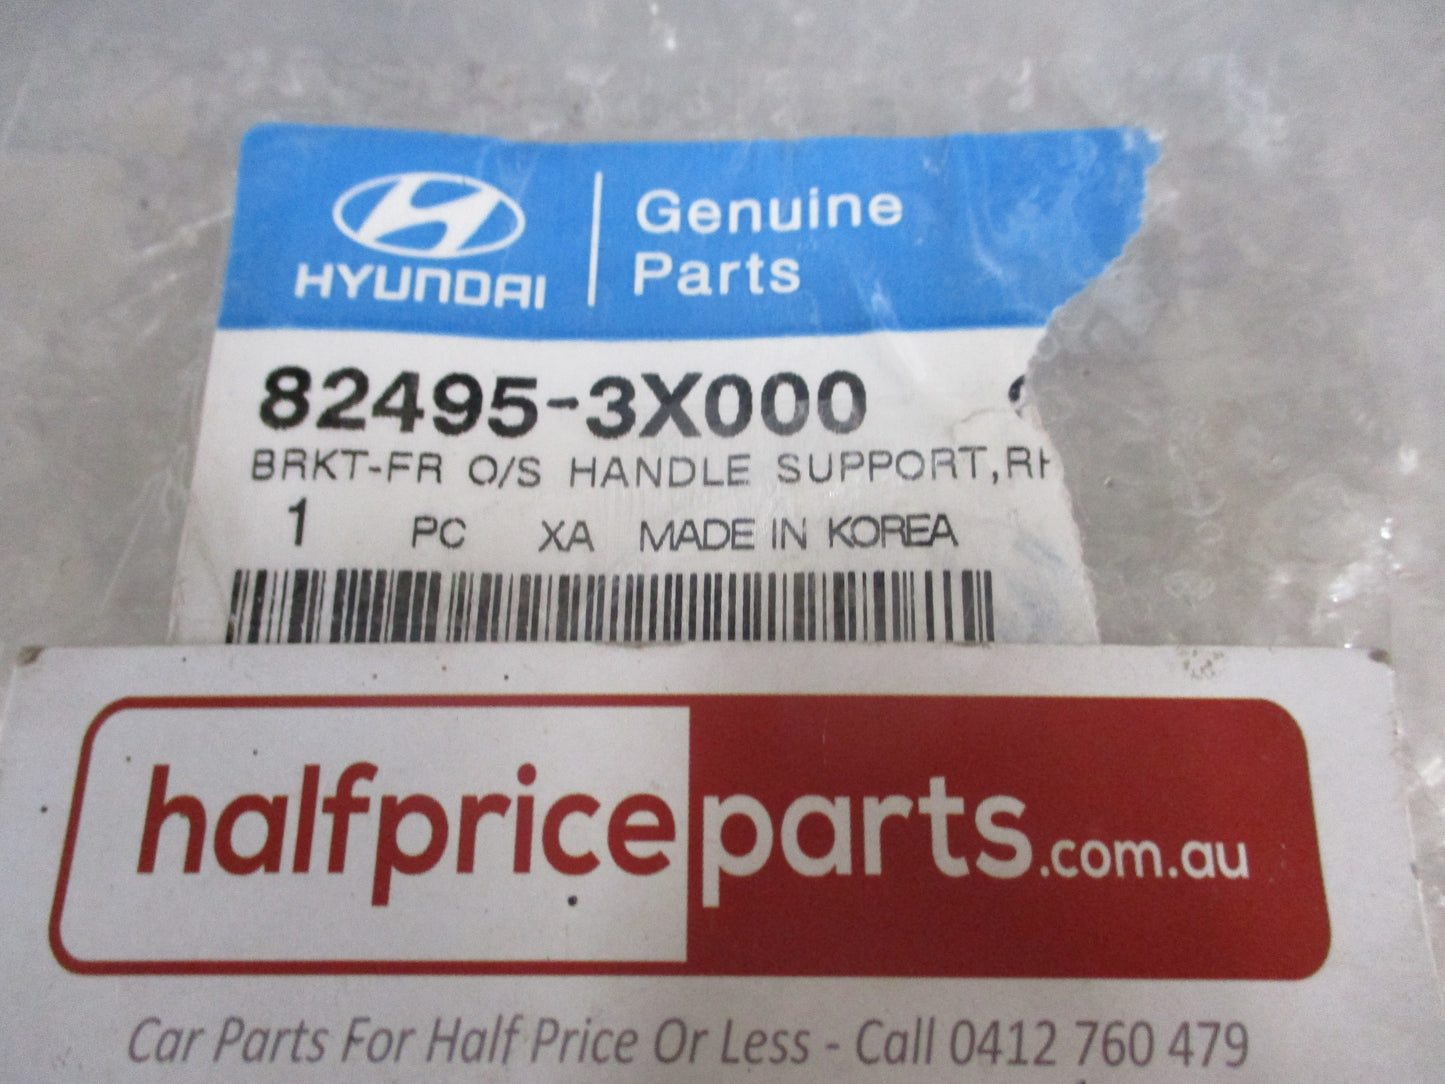 HYUNDAI
Genuine
Parts
82495-3X000
BRKT-FR O/S HANDLE SUPPORT,RH
1 PC XA MADE IN KOREA
halfpriceparts.com.au
Car Parts For Half Price Or Less - Call 0412 760 479